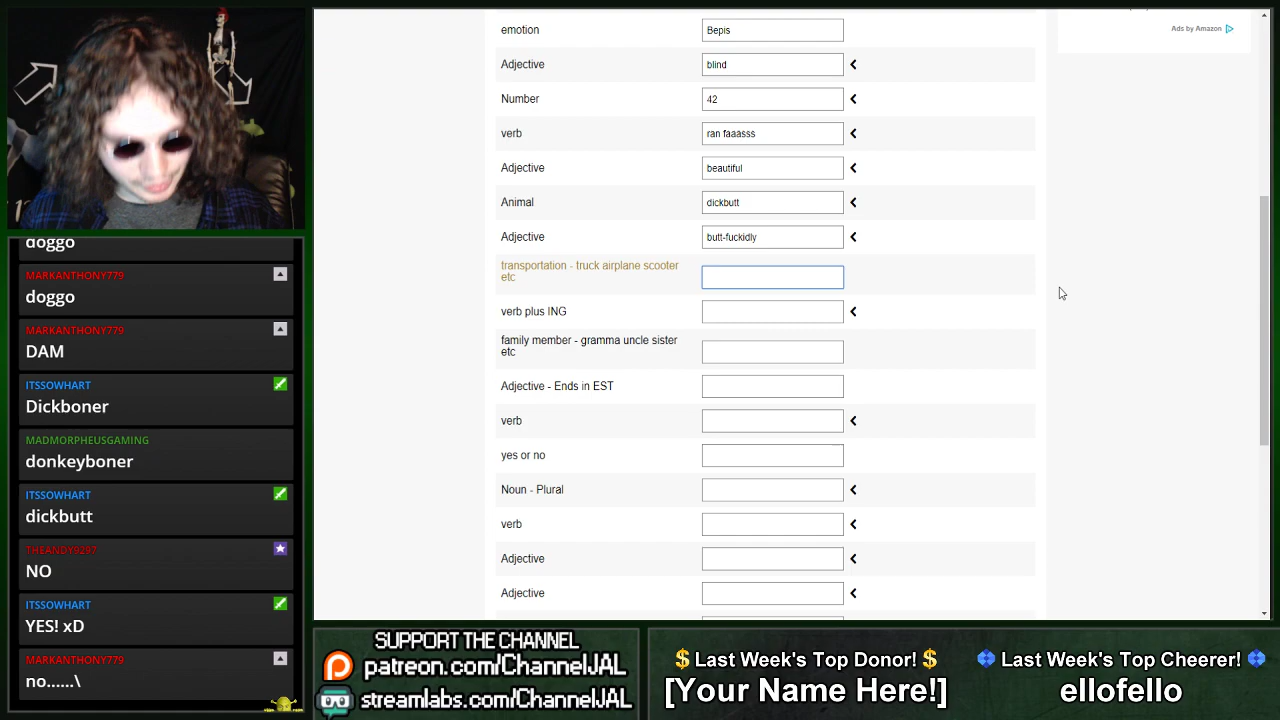 doggo
MARKANTHONY779
doggo
MARKANTHONY779
DAM
ITSSOWHART
Dickboner
MADMORPHEUSGAMING
donkeyboner
ITSSOWHART
dickbutt
THEANDY9297
NO
ITSSOWHART
YES! xD
MARKANTHONY779
no......\
emotion Bepis
Adjective blind
Number 42
verb ran faaasss
Adjective beautiful
Animal dickbutt
Adjective butt-fuckidly
transportation - truck airplane scooter
etc
verb plus ING
family member - gramma uncle sister
etc
Adjective - Ends in EST
verb
yes or no
Noun - Plural
verb
Adjective
Adjective
Ads by Amazon
SUPPORT THE CHANNEL
patreon.com/ChannelJAL
streamlabs.com/ChannelJAL
$ Last Week's Top Donor! $
[Your Name Here!]
Last Week's Top Cheerer!
ellofello